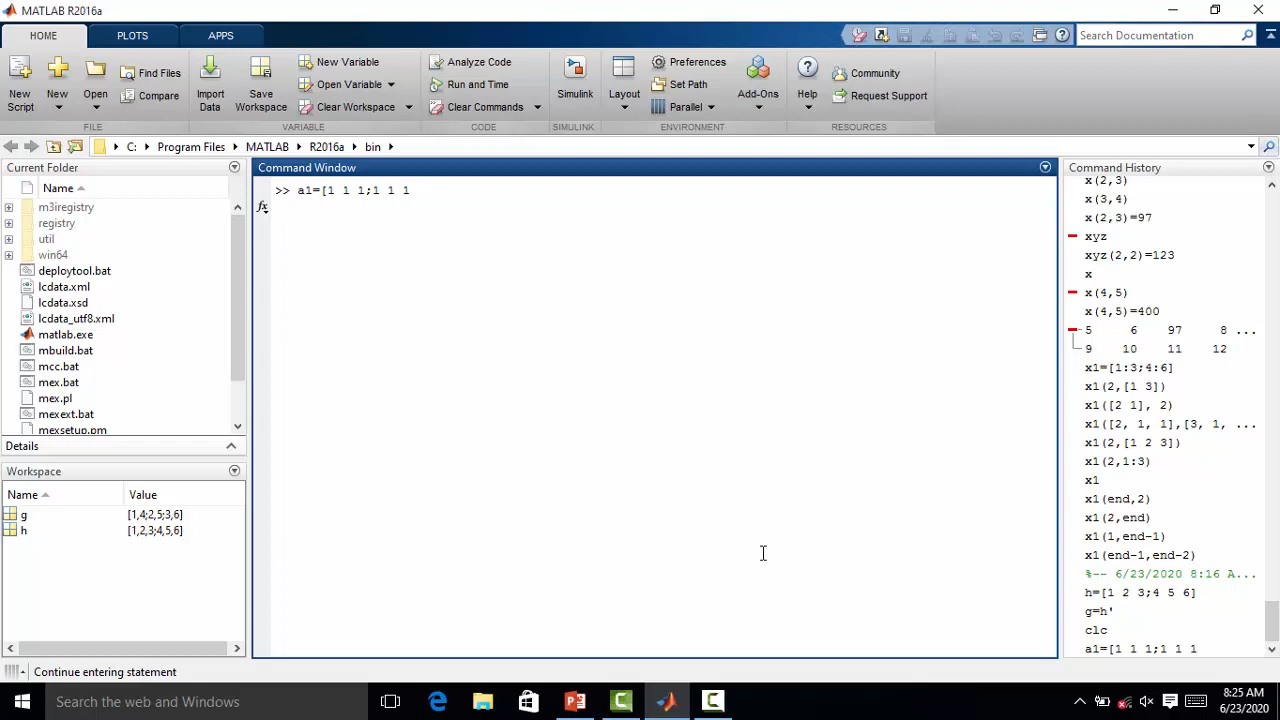 MATLAB R2016a
HOME PLOTS APPS
Search Documentation
New Script
New
Open
Find Files
Compare
FILE
Import Data
Save Workspace
New Variable
Open Variable
Clear Workspace
VARIABLE
Analyze Code
Run and Time
Clear Commands
CODE
Simulink
SIMULINK
Layout
Preferences
Set Path
Parallel
ENVIRONMENT
Add-Ons
Help
Community
Request Support
RESOURCES
C: Program Files MATLAB R2016a bin
Current Folder
Name
m3iregistry
registry
util
win64
deploytool.bat
lcdata.xml
lcdata.xsd
lcdata_utf8.xml
matlab.exe
mbuild.bat
mcc.bat
mex.bat
mex.pl
mexext.bat
mexsetup.pm
Details
Workspace
Name Value
g [1,4;2,5;3,6]
h [1,2,3;4,5,6]
Command Window
>> a1=[1 1 1;1 1 1
fx
Command History
x(2,3)
x(3,4)
x(2,3)=97
xyz
xyz(2,2)=123
x
x(4,5)
x(4,5)=400
5 6 97 8 ...
9 10 11 12
x1=[1:3;4:6]
x1(2,[1 3])
x1([2 1], 2)
x1([2, 1, 1],[3, 1, ...
x1(2,[1 2 3])
x1(2,1:3)
x1
x1(end,2)
x1(2,end)
x1(1,end-1)
x1(end-1,end-2)
%-- 6/23/2020 8:16 A...
h=[1 2 3;4 5 6]
g=h'
clc
a1=[1 1 1;1 1 1
Continue entering statement
Search the web and Windows
8:25 AM
6/23/2020